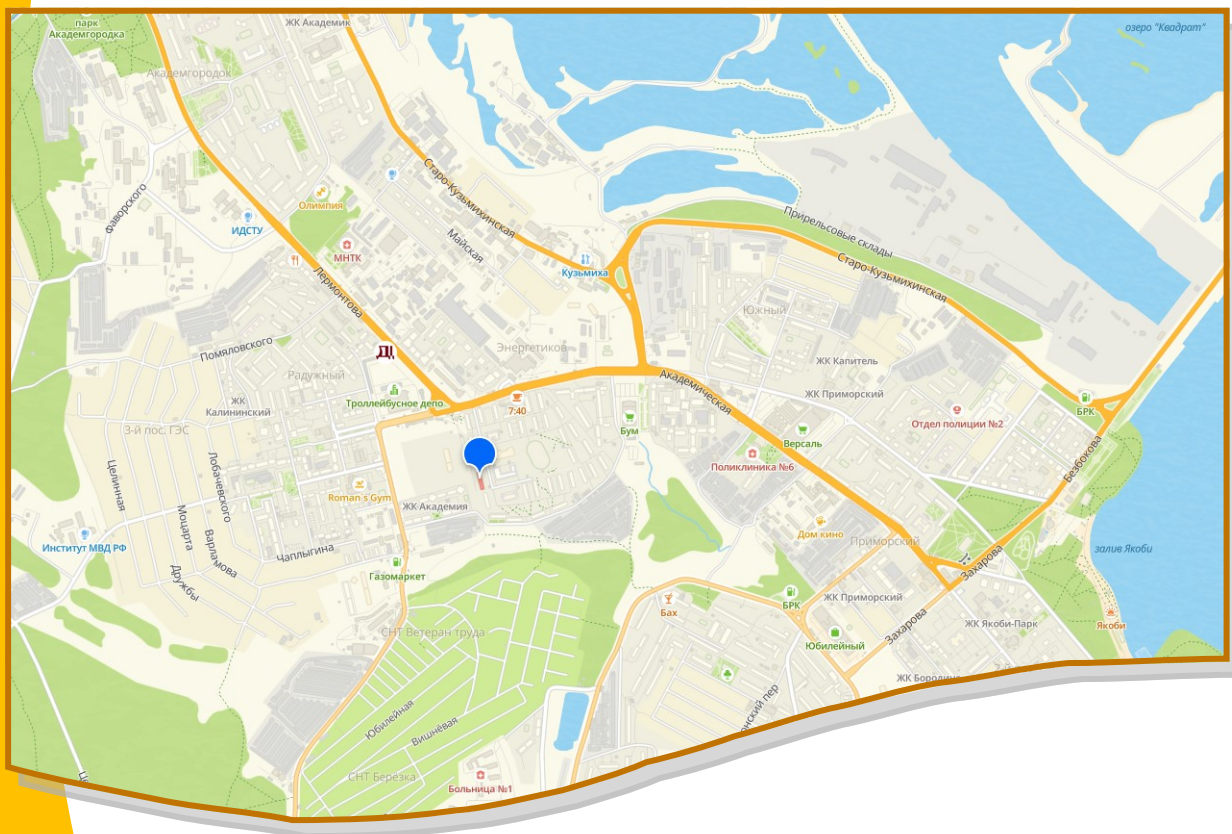 парк
Академгородка
ЖК Академик
озеро "Квадрат"
Академгородок
Фаворского
Олимпия
ИДСТУ
МНТК
Старо-Кузьмихинская
Майская
Кузьмиха
Прирельсовые склады
Старо-Кузьмихинская
Лермонтова
Помяловского
Радужный
Энергетиков
Южный
ЖК Капитель
ЖК Приморский
Академическая
Троллейбусное депо
7:40
ЖК
Калининский
3-й пос. ГЭС
Бум
Версаль
Отдел полиции №2
БРК
Поликлиника №6
Безбокова
Целинная
Лобачевского
Моцарта
Варламова
Дружбы
Чаплыгина
Roman s Gym
ЖК Академия
Институт МВД РФ
Газомаркет
Дом кино
Приморский
залив Якоби
Захарова
СНТ Ветеран труда
Бах
БРК
ЖК Приморский
Захарова
ЖК Якоби-Парк
Якоби
Юбилейный
Юбилейная
Вишнёвая
СНТ Берёзка
Больница №1